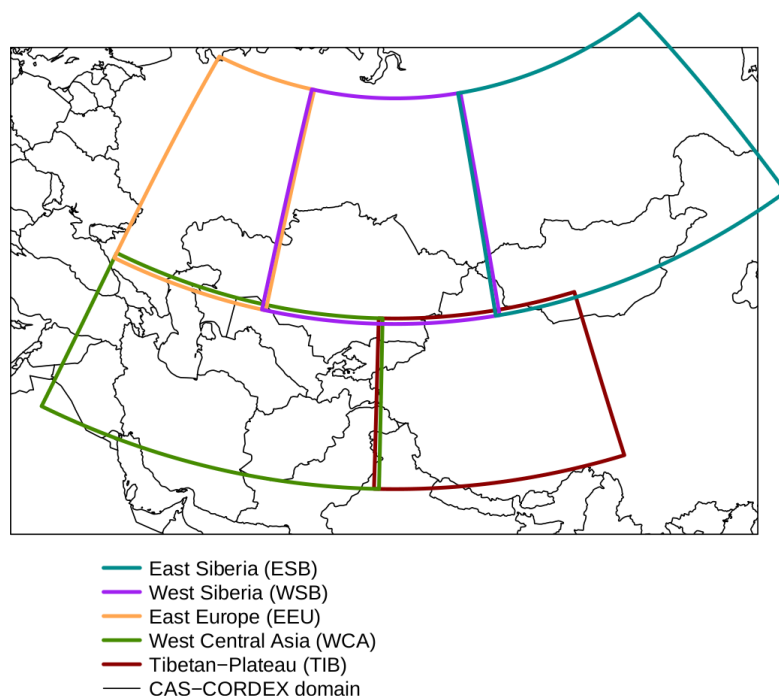 East Siberia (ESB)
West Siberia (WSB)
East Europe (EEU)
West Central Asia (WCA)
Tibetan−Plateau (TIB)
CAS−CORDEX domain